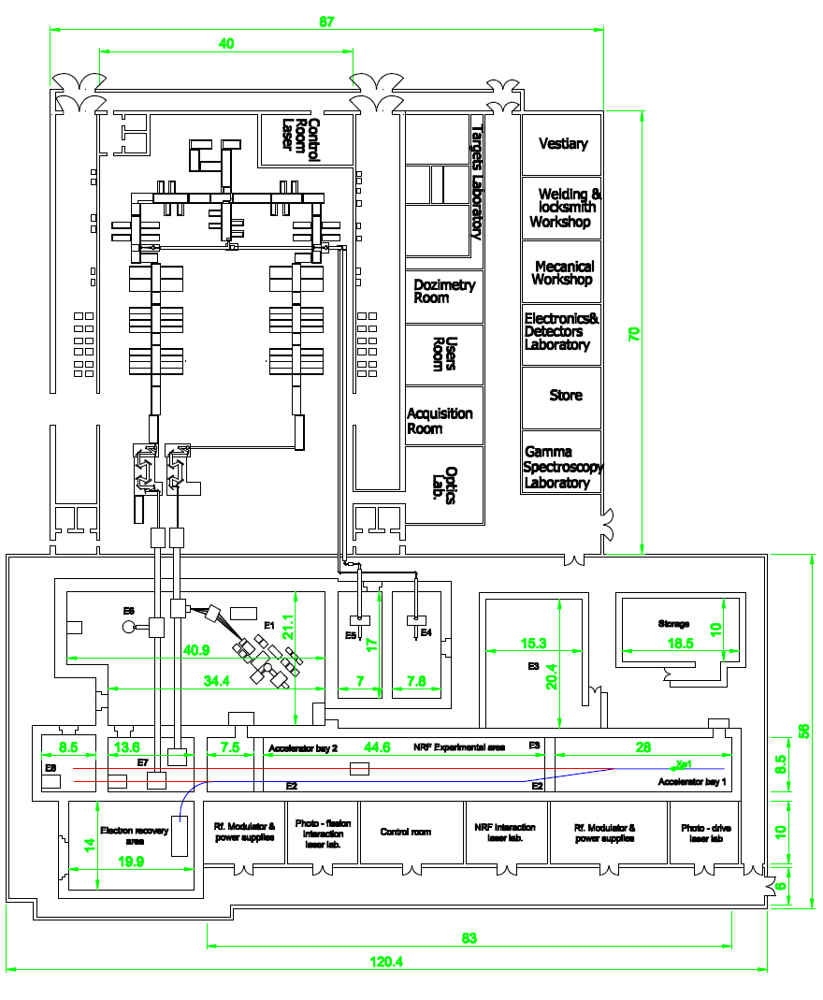 87
40
Control
Room
Laser
Targets Laboratory
Vestiary
Welding &
locksmith
Workshop
Mecanical
Workshop
Dozimetry
Room
Electronics&
Detectors
Laboratory
70
Users
Room
Store
Acquisition
Room
Gamma
Spectroscopy
Laboratory
Optics
Lab.
E6
E1
21.1
E5
17
E4
Storage
10
40.9
15.3
18.5
E3
20.4
34.4
7
7.8
56
8.5
13.6
7.5
Accelerator bay 2
44.6
NRF Experimental area
E3
28
8.5
E8
E7
E2
E2
Accelerator bay 1
Electron recovery
area
14
19.9
Rf. Modulator &
power supplies
Photo - fission
interaction
laser lab.
Control room
NRF interaction
laser lab.
Rf. Modulator &
power supplies
Photo - drive
laser lab
10
6
83
120.4